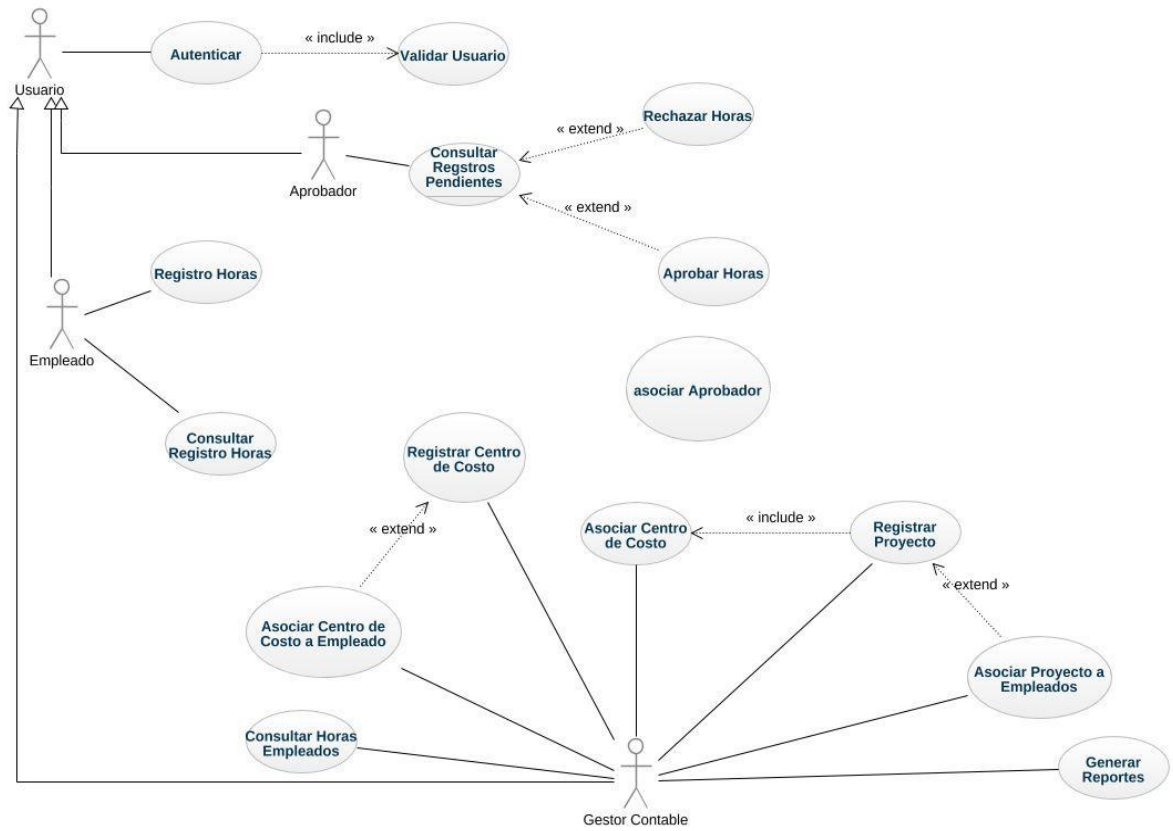 « include »
Autenticar
Validar Usuario
Usuario
Rechazar Horas
« extend »
Consultar
Regstros
Pendientes
Aprobador
« extend »
Registro Horas
Aprobar Horas
Empleado
asociar Aprobador
Consultar
Registro Horas
Registrar Centro
de Costo
« extend »
Asociar Centro
de Costo
« include »
Registrar
Proyecto
« extend »
Asociar Centro de
Costo a Empleado
Asociar Proyecto a
Empleados
Consultar Horas
Empleados
Generar
Reportes
Gestor Contable